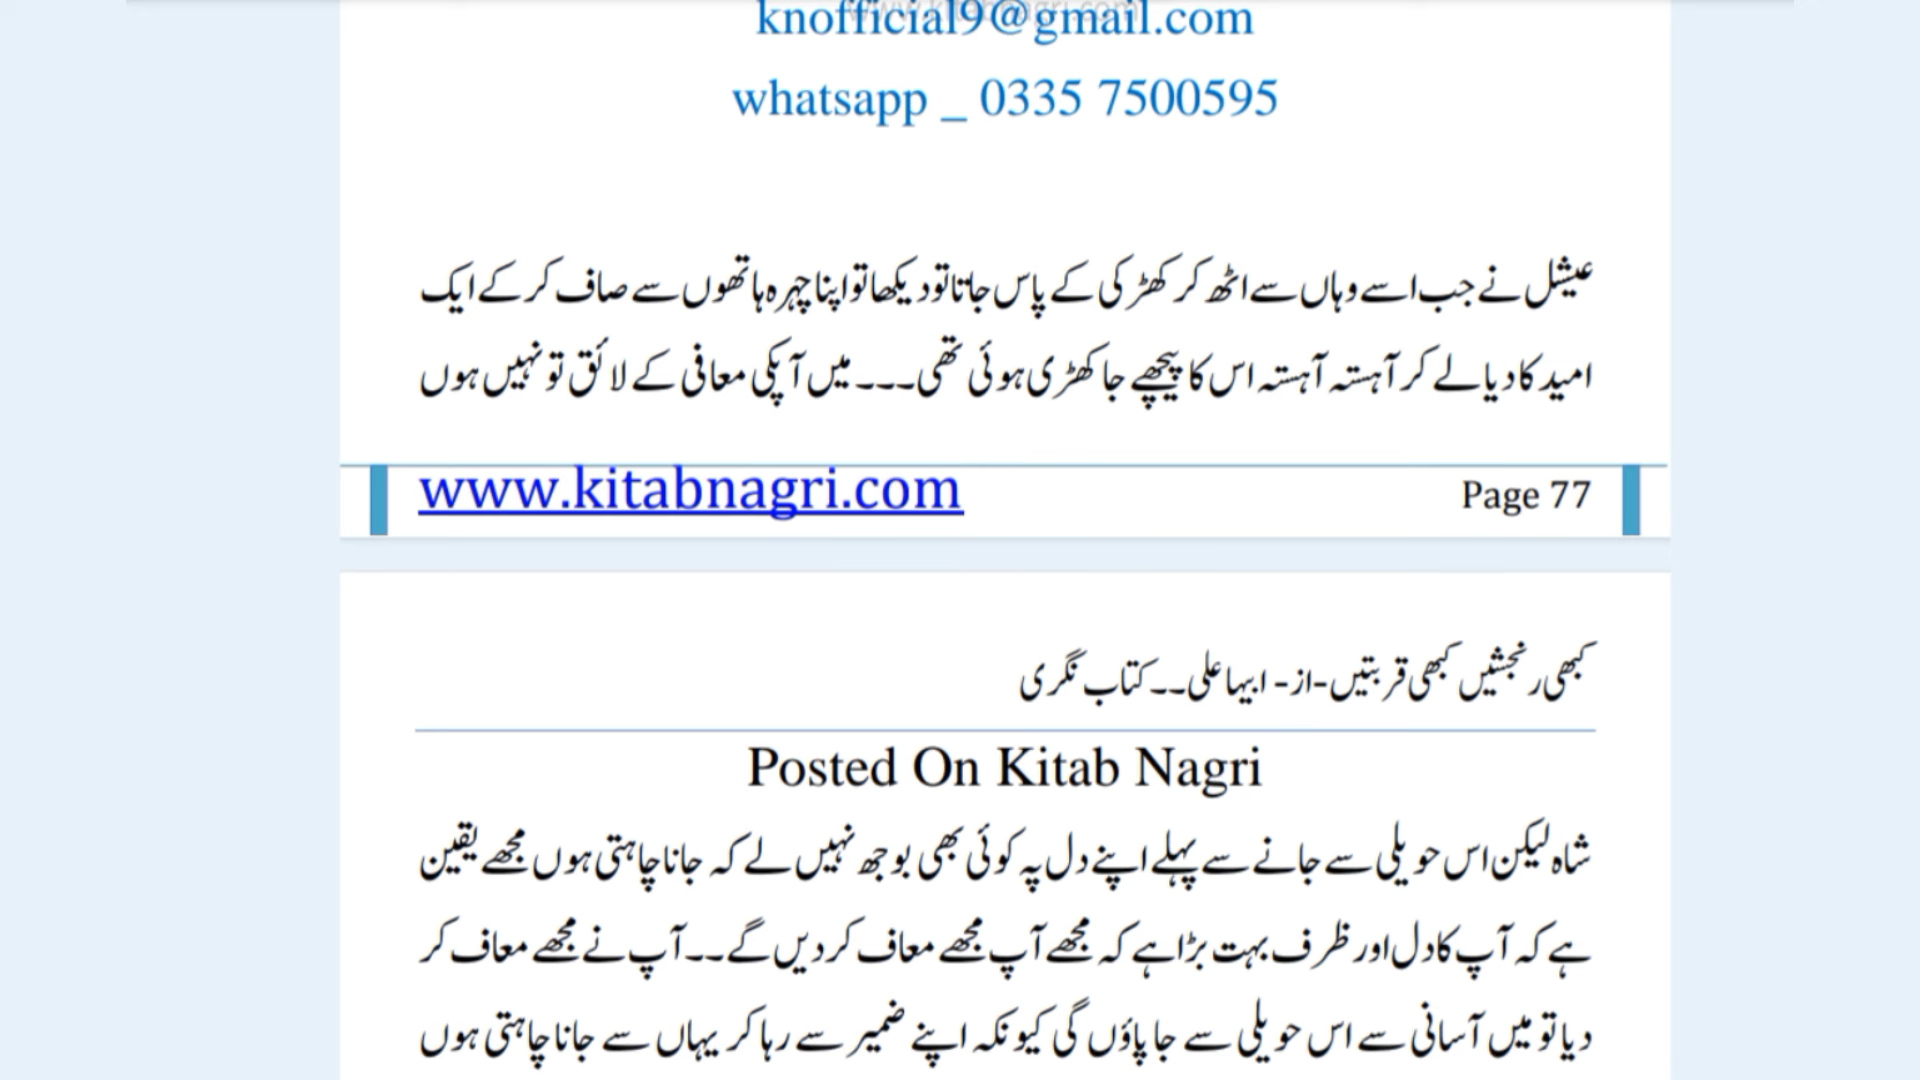 www.kitabnagri.com
knofficial9@gmail.com
whatsapp _ 0335 7500595
عیشل نے جب اسے وہاں سے اٹھ کر کھڑکی کے پاس جاتا تو دیکھا تو اپنا چہرہ ہاتھوں سے صاف کر کے ایک
امید کا دیا لے کر آہستہ آہستہ اس کا پیچھے جا کھڑی ہوئی تھی۔۔۔ میں آپکی معافی کے لائق تو نہیں ہوں
www.kitabnagri.com
Page 77
کبھی رنجشیں کبھی قربتیں-از- ابیہا علی۔۔ کتاب نگری
Posted On Kitab Nagri
شاہ لیکن اس حویلی سے جانے سے پہلے اپنے دل پہ کوئی بھی بوجھ نہیں لے کہ جانا چاہتی ہوں مجھے یقین
ہے کہ آپ کا دل اور ظرف بہت بڑا ہے کہ مجھے آپ مجھے معاف کر دیں گے۔۔ آپ نے مجھے معاف کر
دیا تو میں آسانی سے اس حویلی سے جا پاؤں گی کیونکہ اپنے ضمیر سے رہا کر یہاں سے جانا چاہتی ہوں